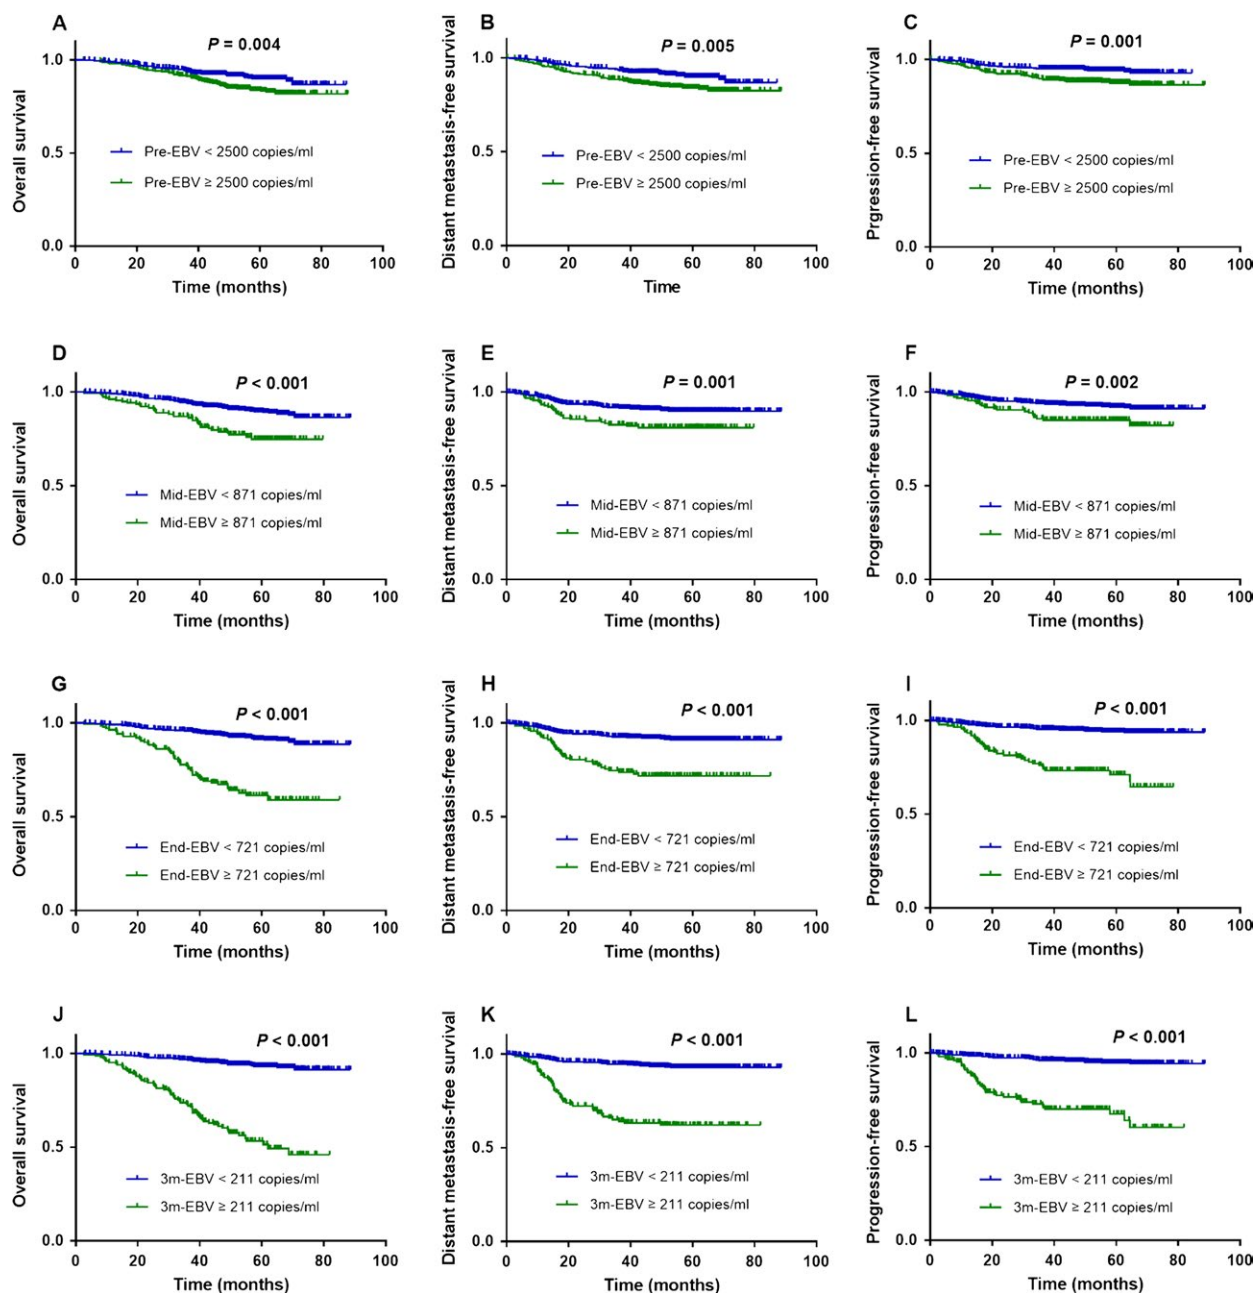 A
P = 0.004
Overall survival
1.0
0.5
0.0
Pre-EBV < 2500 copies/ml
Pre-EBV ≥ 2500 copies/ml
0 20 40 60 80 100
Time (months)
B
P = 0.005
Distant metastasis-free survival
1.0
0.5
0.0
Pre-EBV < 2500 copies/ml
Pre-EBV ≥ 2500 copies/ml
0 20 40 60 80 100
Time
C
P = 0.001
Prgression-free survival
1.0
0.5
0.0
Pre-EBV < 2500 copies/ml
Pre-EBV ≥ 2500 copies/ml
0 20 40 60 80 100
Time (months)
D
P < 0.001
Overall survival
1.0
0.5
0.0
Mid-EBV < 871 copies/ml
Mid-EBV ≥ 871 copies/ml
0 20 40 60 80 100
Time (months)
E
P = 0.001
Distant metastasis-free survival
1.0
0.5
0.0
Mid-EBV < 871 copies/ml
Mid-EBV ≥ 871 copies/ml
0 20 40 60 80 100
Time (months)
F
P = 0.002
Progression-free survival
1.0
0.5
0.0
Mid-EBV < 871 copies/ml
Mid-EBV ≥ 871 copies/ml
0 20 40 60 80 100
Time (months)
G
P < 0.001
Overall survival
1.0
0.5
0.0
End-EBV < 721 copies/ml
End-EBV ≥ 721 copies/ml
0 20 40 60 80 100
Time (months)
H
P < 0.001
Distant metastasis-free survival
1.0
0.5
0.0
End-EBV < 721 copies/ml
End-EBV ≥ 721 copies/ml
0 20 40 60 80 100
Time (months)
I
P < 0.001
Progression-free survival
1.0
0.5
0.0
End-EBV < 721 copies/ml
End-EBV ≥ 721 copies/ml
0 20 40 60 80 100
Time (months)
J
P < 0.001
Overall survival
1.0
0.5
0.0
3m-EBV < 211 copies/ml
3m-EBV ≥ 211 copies/ml
0 20 40 60 80 100
Time (months)
K
P < 0.001
Distant metastasis-free survival
1.0
0.5
0.0
3m-EBV < 211 copies/ml
3m-EBV ≥ 211 copies/ml
0 20 40 60 80 100
Time (months)
L
P < 0.001
Progression-free survival
1.0
0.5
0.0
3m-EBV < 211 copies/ml
3m-EBV ≥ 211 copies/ml
0 20 40 60 80 100
Time (months)